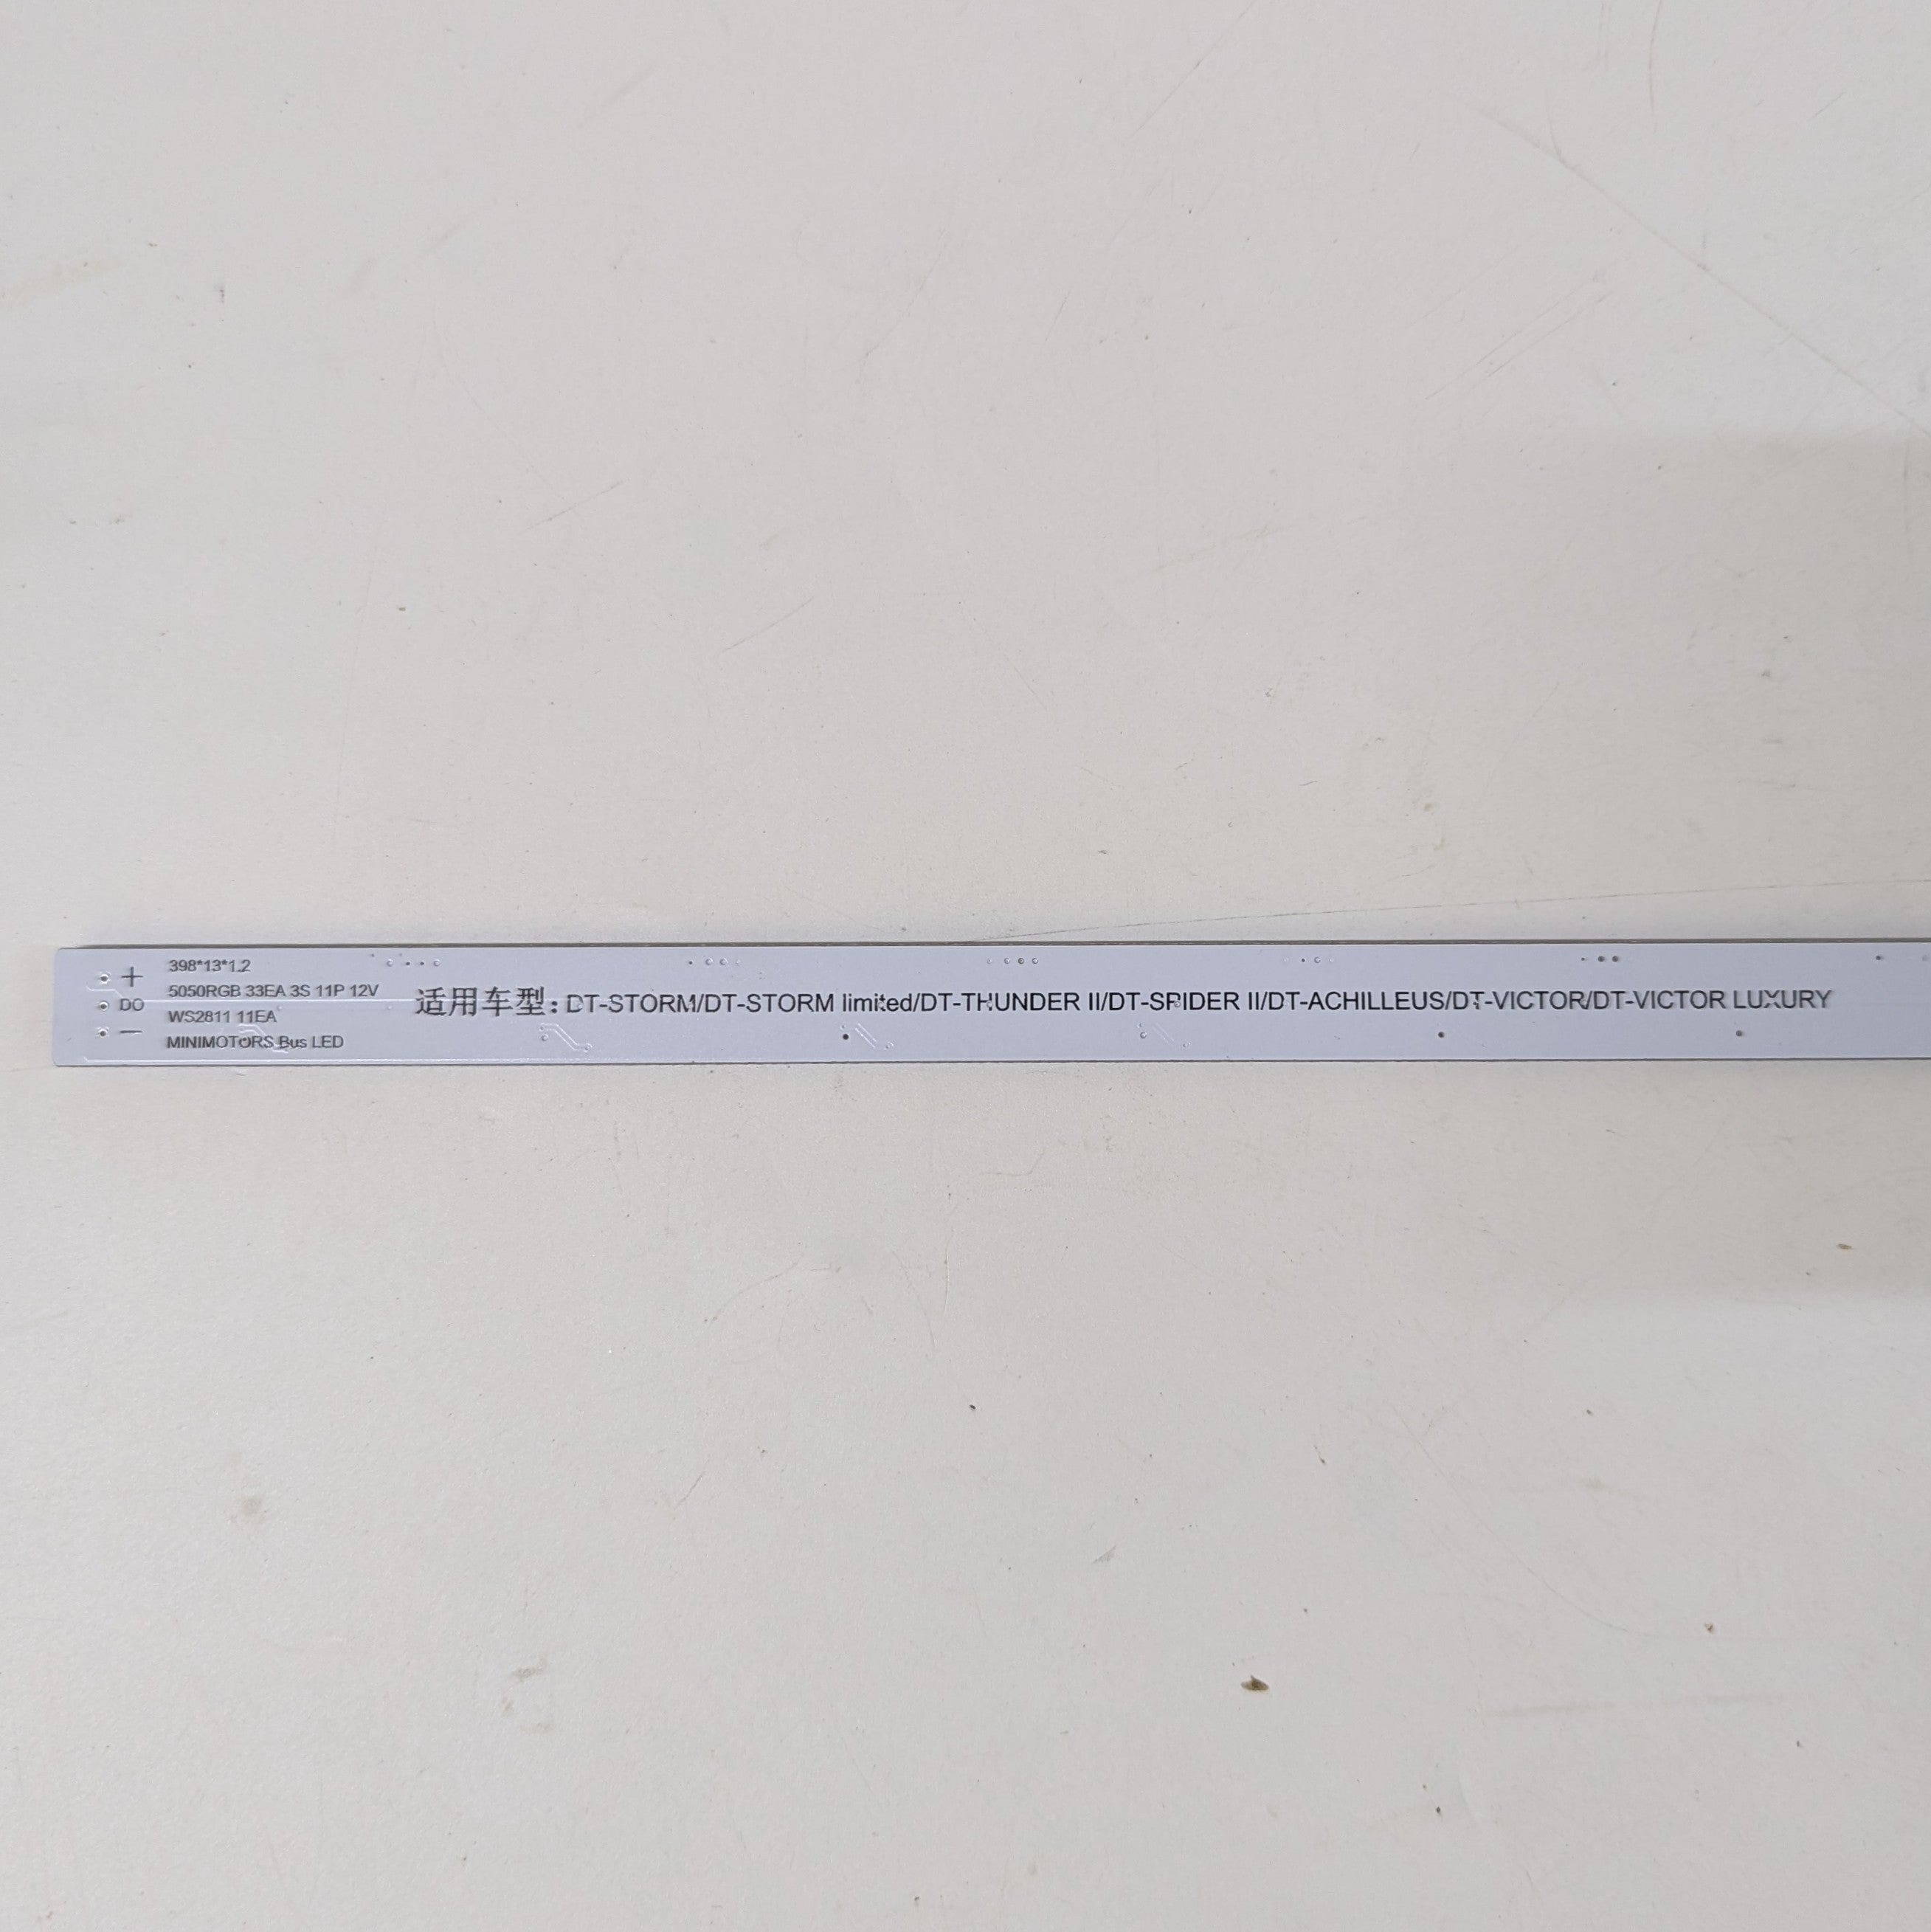 +
DO
—
398*13*1.2
5050RGB 33EA 3S 11P 12V
WS2811 11EA
MINIMOTORS Bus LED
适用车型：DT-STORM/DT-STORM limited/DT-THUNDER II/DT-SPIDER II/DT-ACHILLEUS/DT-VICTOR/DT-VICTOR LUXURY